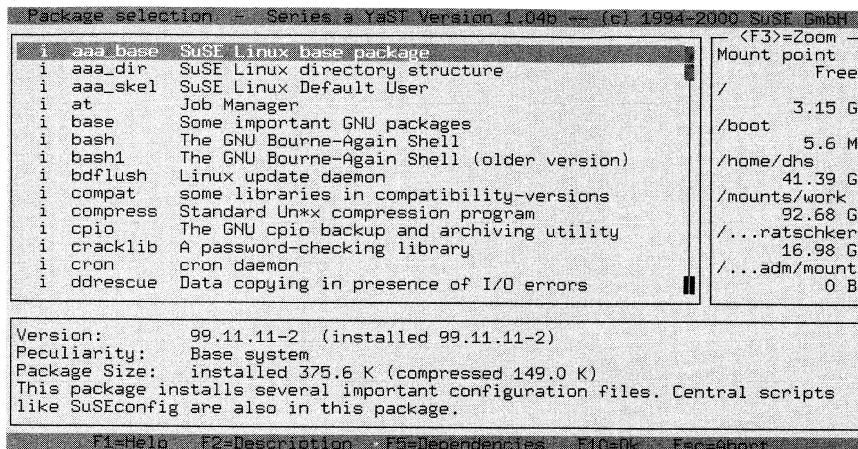 Package selection - Series a YaST Version 1.04b -- (c) 1994-2000 SuSE GmbH
i aaa_base SuSE Linux base package
i aaa_dir SuSE Linux directory structure
i aaa_skel SuSE Linux Default User
i at Job Manager
i base Some important GNU packages
i bash The GNU Bourne-Again Shell
i bash1 The GNU Bourne-Again Shell (older version)
i bdflush Linux update daemon
i compat some libraries in compatibility-versions
i compress Standard Un*x compression program
i cpio The GNU cpio backup and archiving utility
i cracklib A password-checking library
i cron cron daemon
i ddrescue Data copying in presence of I/O errors
<F3>=Zoom
Mount point
Free
/
3.15 G
/boot
5.6 M
/home/dhs
41.39 G
/mounts/work
92.68 G
/...ratschker
16.98 G
/...adm/mount
0 B
Version: 99.11.11-2 (installed 99.11.11-2)
Peculiarity: Base system
Package Size: installed 375.6 K (compressed 149.0 K)
This package installs several important configuration files. Central scripts
like SuSEconfig are also in this package.
F1=Help F2=Description F5=Dependencies F10=Ok Esc=Abort